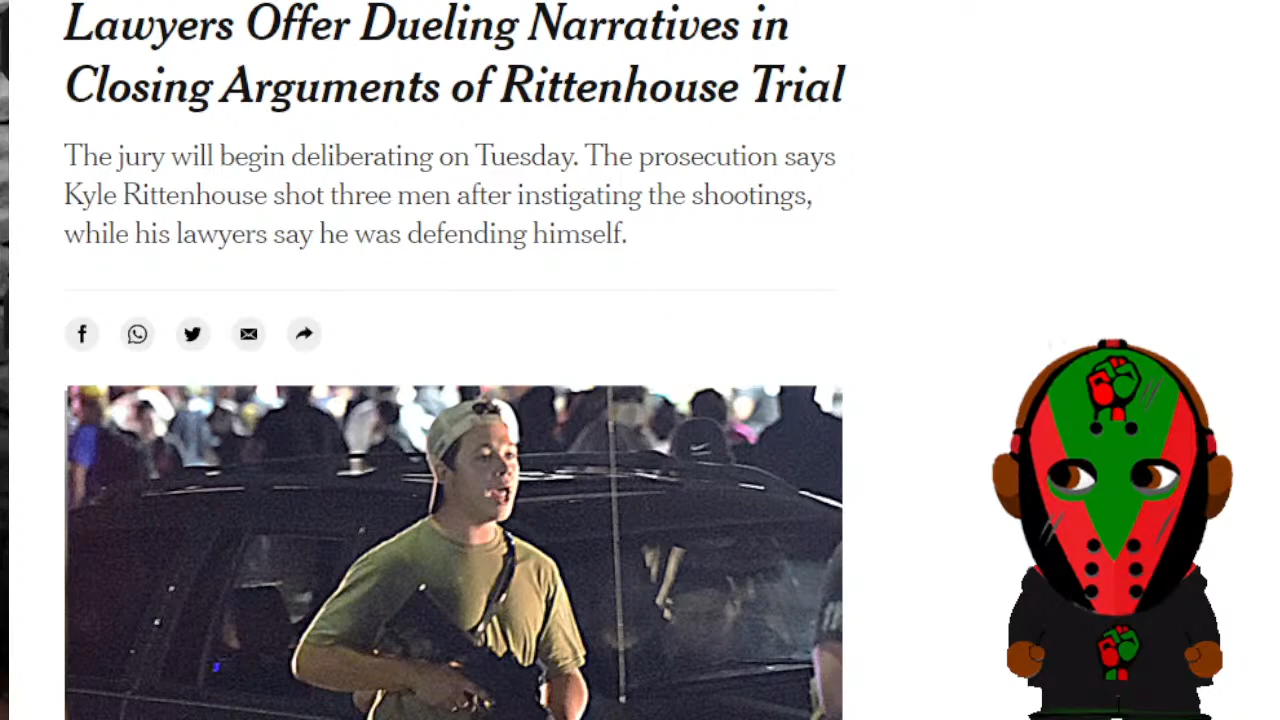 Lawyers Offer Dueling Narratives in
Closing Arguments of Rittenhouse Trial
The jury will begin deliberating on Tuesday. The prosecution says
Kyle Rittenhouse shot three men after instigating the shootings,
while his lawyers say he was defending himself.